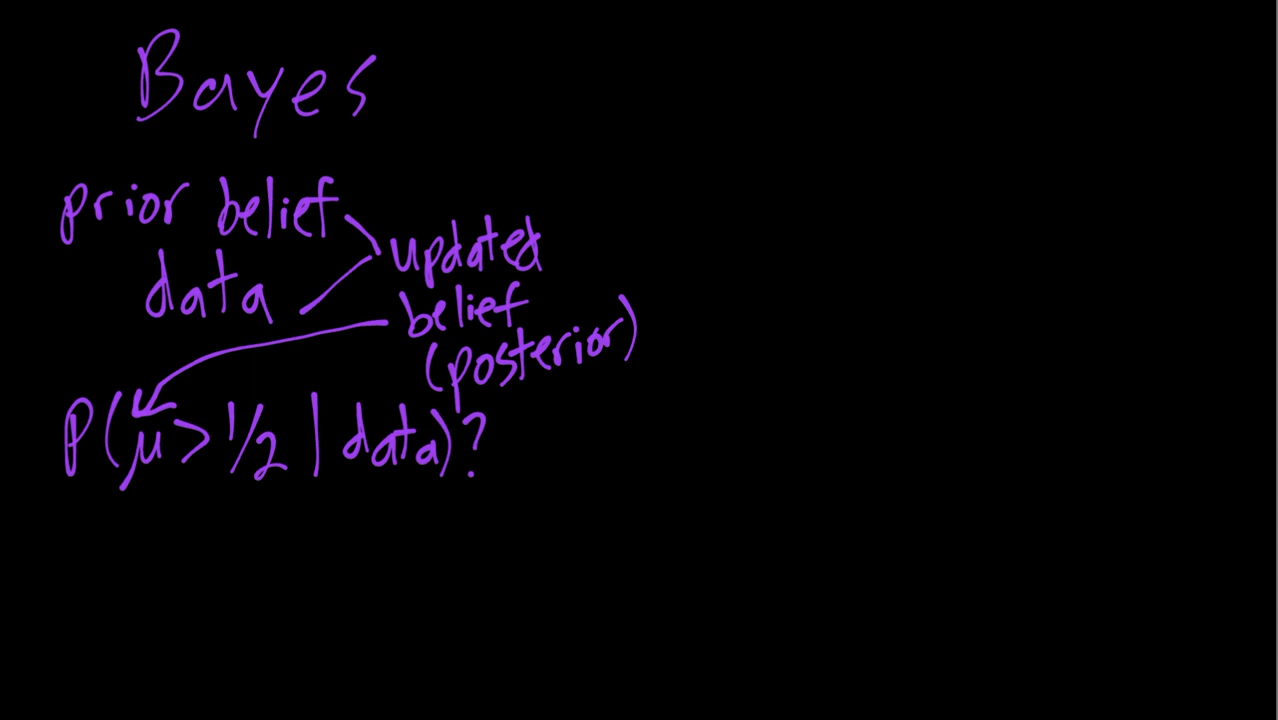 Bayes
prior belief
data
updated
belief
(posterior)
P(μ > 1/2 | data)?